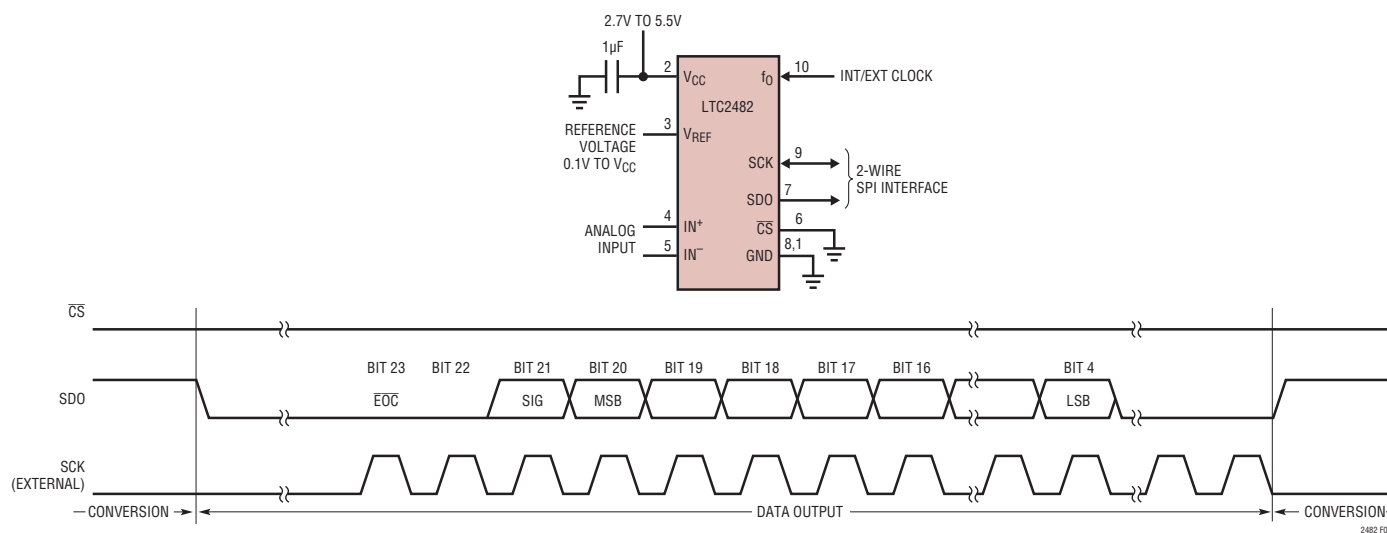 2.7V TO 5.5V
1µF
2
VCC
fO
10
INT/EXT CLOCK
LTC2482
REFERENCE
VOLTAGE
0.1V TO VCC
3
VREF
SCK
9
2-WIRE
SPI INTERFACE
SDO
7
ANALOG
INPUT
4
IN+
5
IN–
CS
6
GND
8,1
CS
SDO
BIT 23
BIT 22
BIT 21
BIT 20
BIT 19
BIT 18
BIT 17
BIT 16
BIT 4
EOC
SIG
MSB
LSB
SCK
(EXTERNAL)
CONVERSION
DATA OUTPUT
CONVERSION
2482 F0